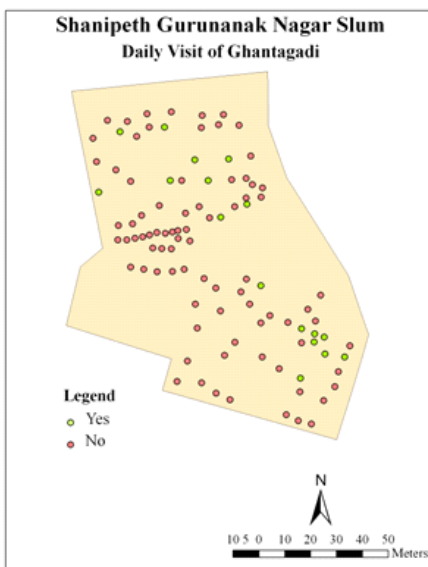 Shanipeth Gurunanak Nagar Slum
Daily Visit of Ghantagadi
Legend
Yes
No
N
10 5 0 10 20 30 40 50
Meters